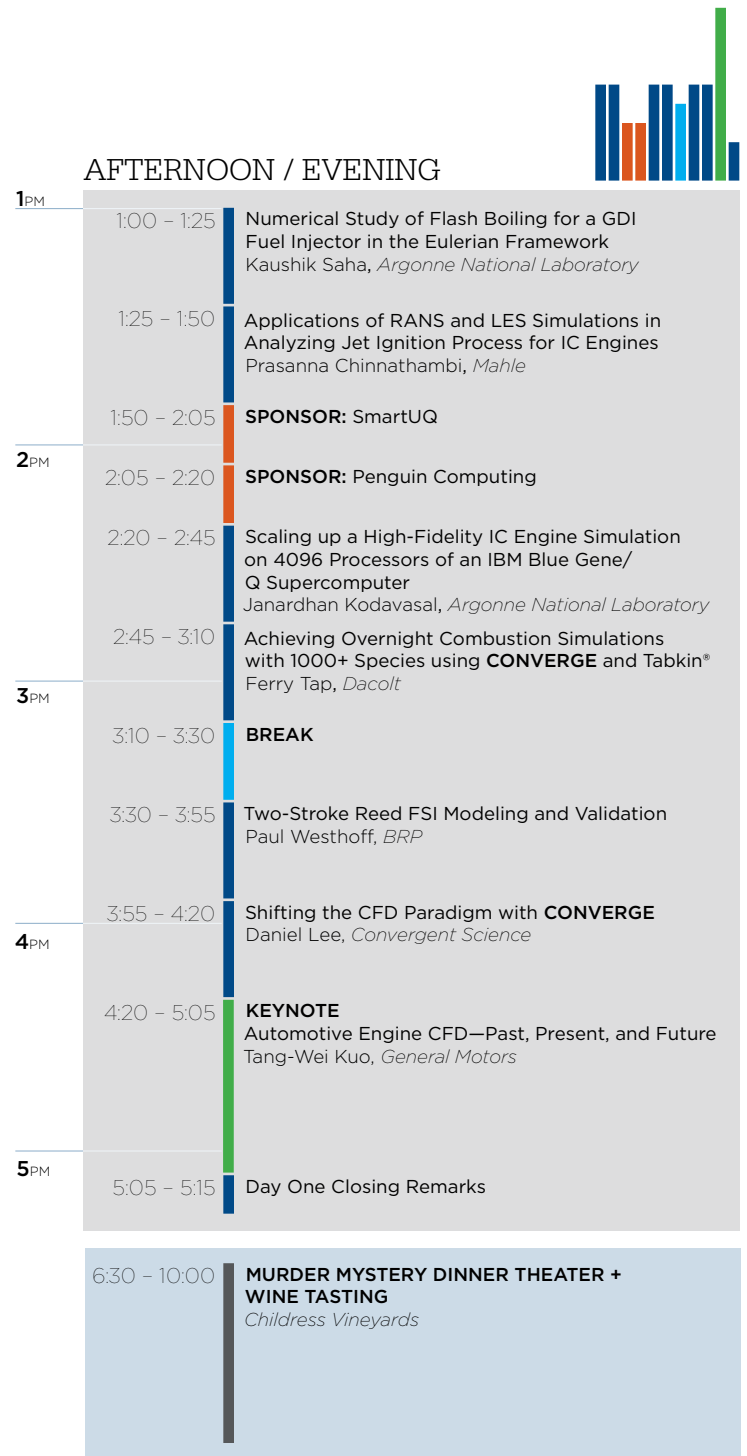 AFTERNOON / EVENING
1PM
1:00 – 1:25
Numerical Study of Flash Boiling for a GDI
Fuel Injector in the Eulerian Framework
Kaushik Saha, Argonne National Laboratory
1:25 – 1:50
Applications of RANS and LES Simulations in
Analyzing Jet Ignition Process for IC Engines
Prasanna Chinnathambi, Mahle
1:50 – 2:05
SPONSOR: SmartUQ
2PM
2:05 – 2:20
SPONSOR: Penguin Computing
2:20 – 2:45
Scaling up a High-Fidelity IC Engine Simulation
on 4096 Processors of an IBM Blue Gene/
Q Supercomputer
Janardhan Kodavasal, Argonne National Laboratory
2:45 – 3:10
Achieving Overnight Combustion Simulations
with 1000+ Species using CONVERGE and Tabkin®
Ferry Tap, Dacolt
3PM
3:10 – 3:30
BREAK
3:30 – 3:55
Two-Stroke Reed FSI Modeling and Validation
Paul Westhoff, BRP
3:55 – 4:20
Shifting the CFD Paradigm with CONVERGE
Daniel Lee, Convergent Science
4PM
4:20 – 5:05
KEYNOTE
Automotive Engine CFD—Past, Present, and Future
Tang-Wei Kuo, General Motors
5PM
5:05 – 5:15
Day One Closing Remarks
6:30 – 10:00
MURDER MYSTERY DINNER THEATER +
WINE TASTING
Childress Vineyards